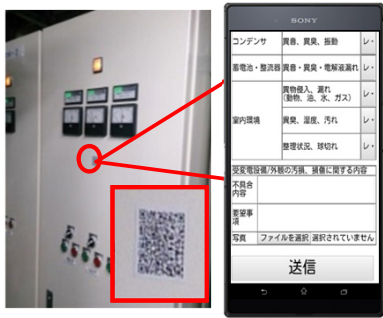 SONY
コンデンサ 異音、異臭、振動 レ・
蓄電池・整流器 異音・異臭・電解液漏れ レ・
異物侵入、漏れ
(動物、油、水、ガス) レ・
室内環境 異臭、湿度、汚れ レ・
整理状況、球切れ レ・
受変電設備/外観の汚損、損傷に関する内容
不具合
内容
要望事
項
写真 ファイルを選択 選択されていません
送信